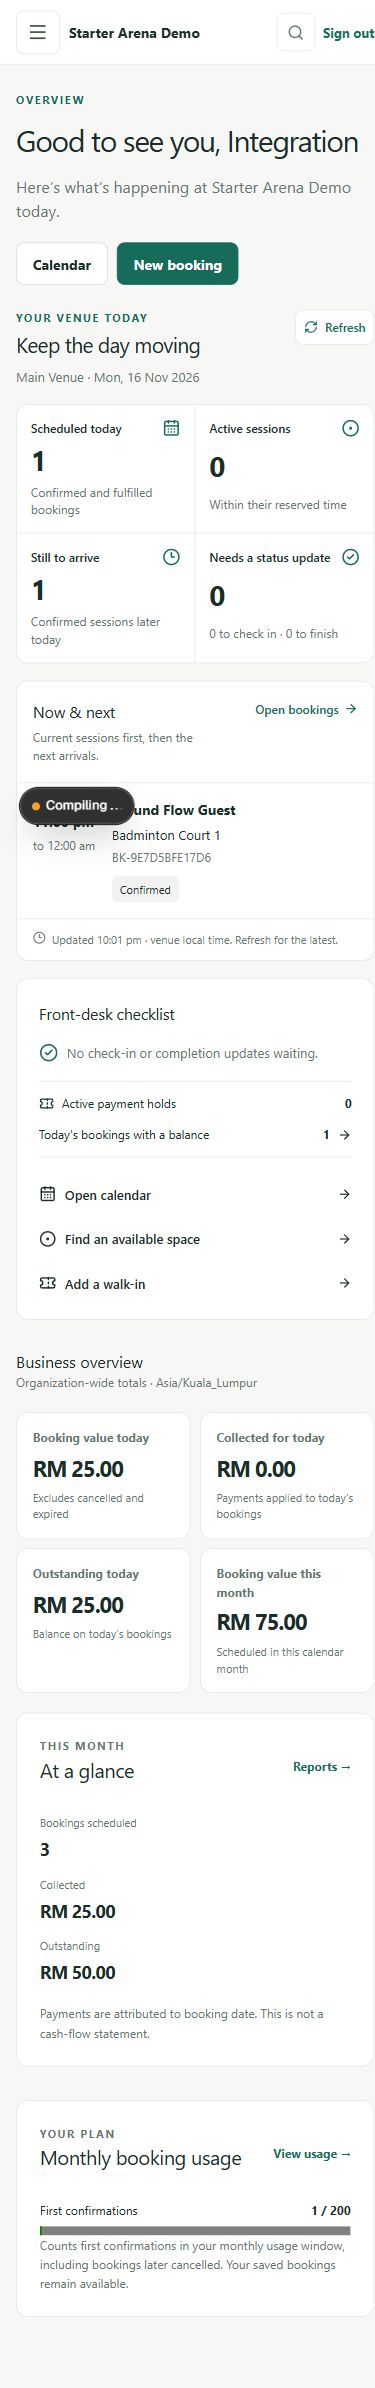 Starter Arena Demo
Sign out
OVERVIEW
Good to see you, Integration
Here's what's happening at Starter Arena Demo
today.
Calendar
New booking
YOUR VENUE TODAY
Refresh
Keep the day moving
Main Venue · Mon, 16 Nov 2026
Scheduled today
1
Confirmed and fulfilled
bookings
Active sessions
0
Within their reserved time
Still to arrive
1
Confirmed sessions later
today
Needs a status update
0
0 to check in · 0 to finish
Now & next
Open bookings →
Current sessions first, then the
next arrivals.
Compiling ...
und Flow Guest
to 12:00 am
Badminton Court 1
BK-9E7D5BFE17D6
Confirmed
Updated 10:01 pm · venue local time. Refresh for the latest.
Front-desk checklist
No check-in or completion updates waiting.
Active payment holds 0
Today's bookings with a balance 1 →
Open calendar →
Find an available space →
Add a walk-in →
Business overview
Organization-wide totals · Asia/Kuala_Lumpur
Booking value today
RM 25.00
Excludes cancelled and
expired
Collected for today
RM 0.00
Payments applied to today's
bookings
Outstanding today
RM 25.00
Balance on today's bookings
Booking value this
month
RM 75.00
Scheduled in this calendar
month
THIS MONTH
At a glance
Reports →
Bookings scheduled
3
Collected
RM 25.00
Outstanding
RM 50.00
Payments are attributed to booking date. This is not a
cash-flow statement.
YOUR PLAN
Monthly booking usage
View usage →
First confirmations 1 / 200
Counts first confirmations in your monthly usage window,
including bookings later cancelled. Your saved bookings
remain available.